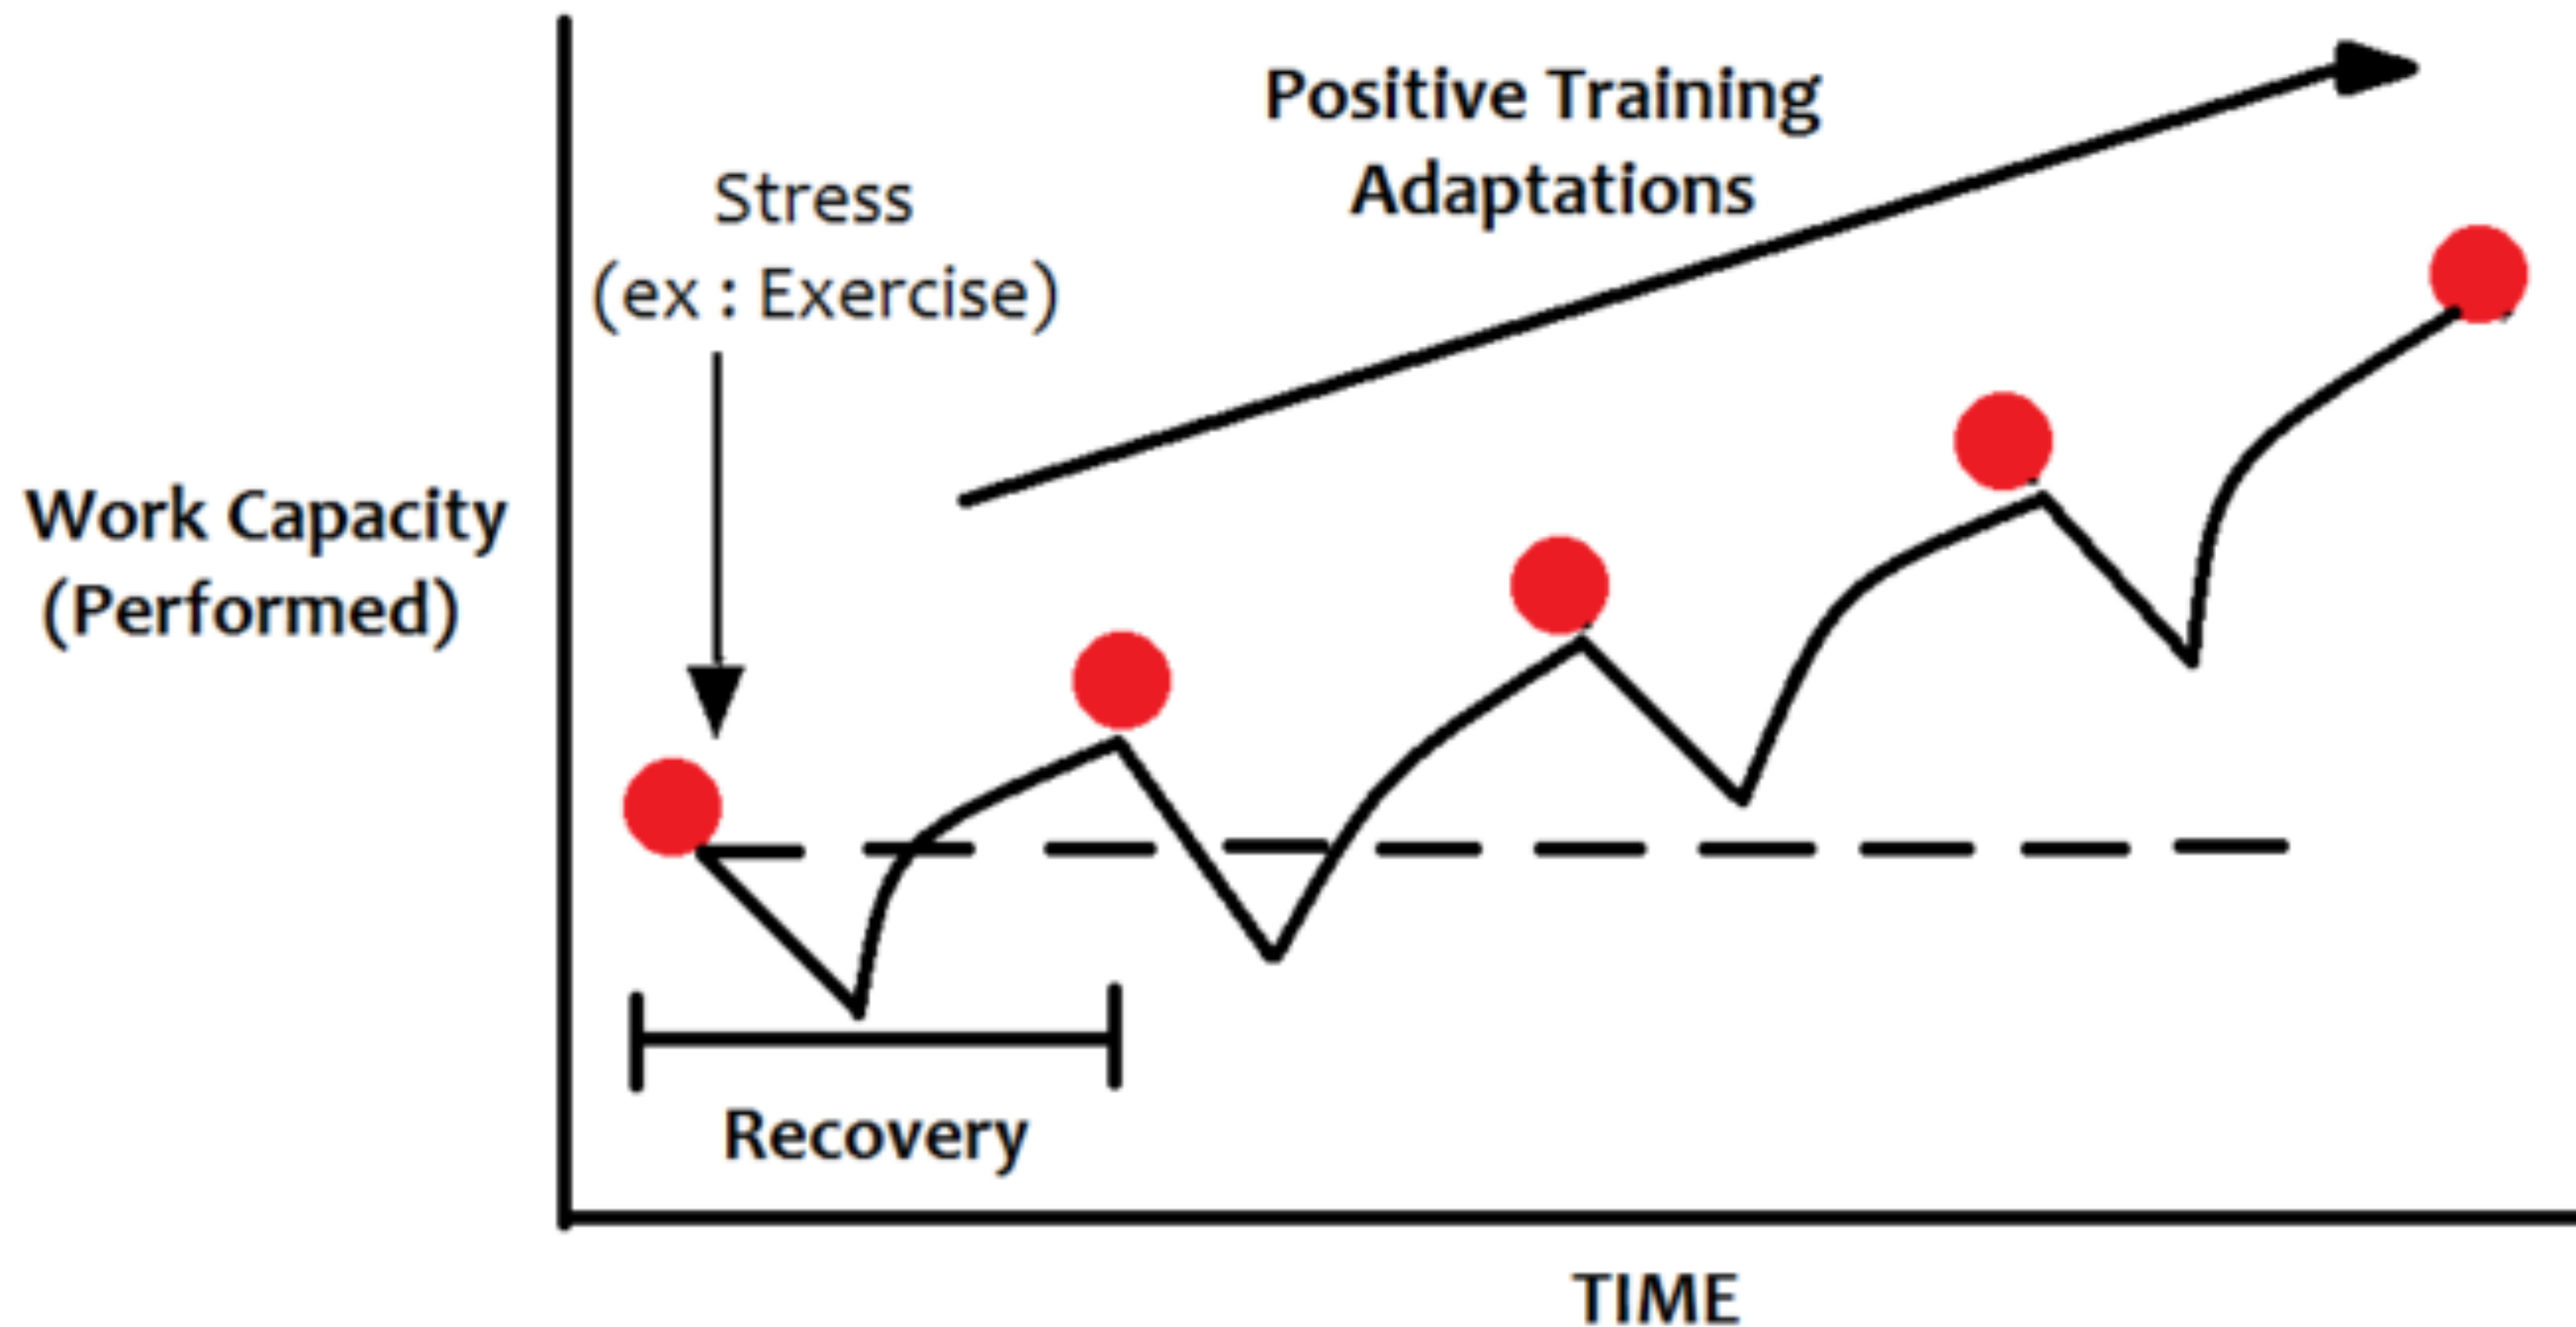 Positive Training
Adaptations
Stress
(ex : Exercise)
Work Capacity
(Performed)
Recovery
TIME